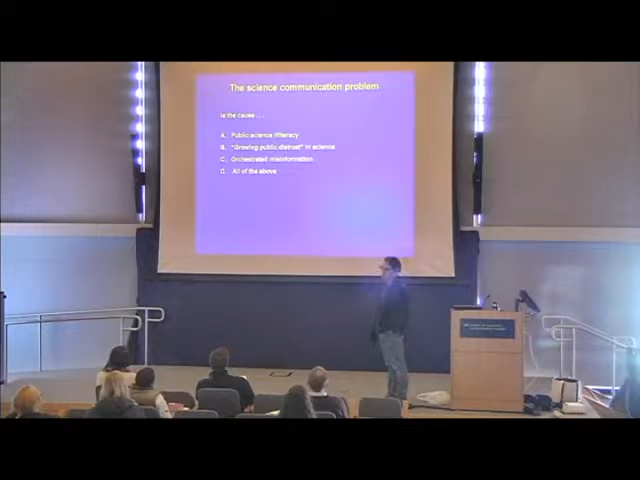 The science communication problem
Is the cause . . .
A. Public science illiteracy
B. "Growing public distrust" in science
C. Orchestrated misinformation
D. All of the above